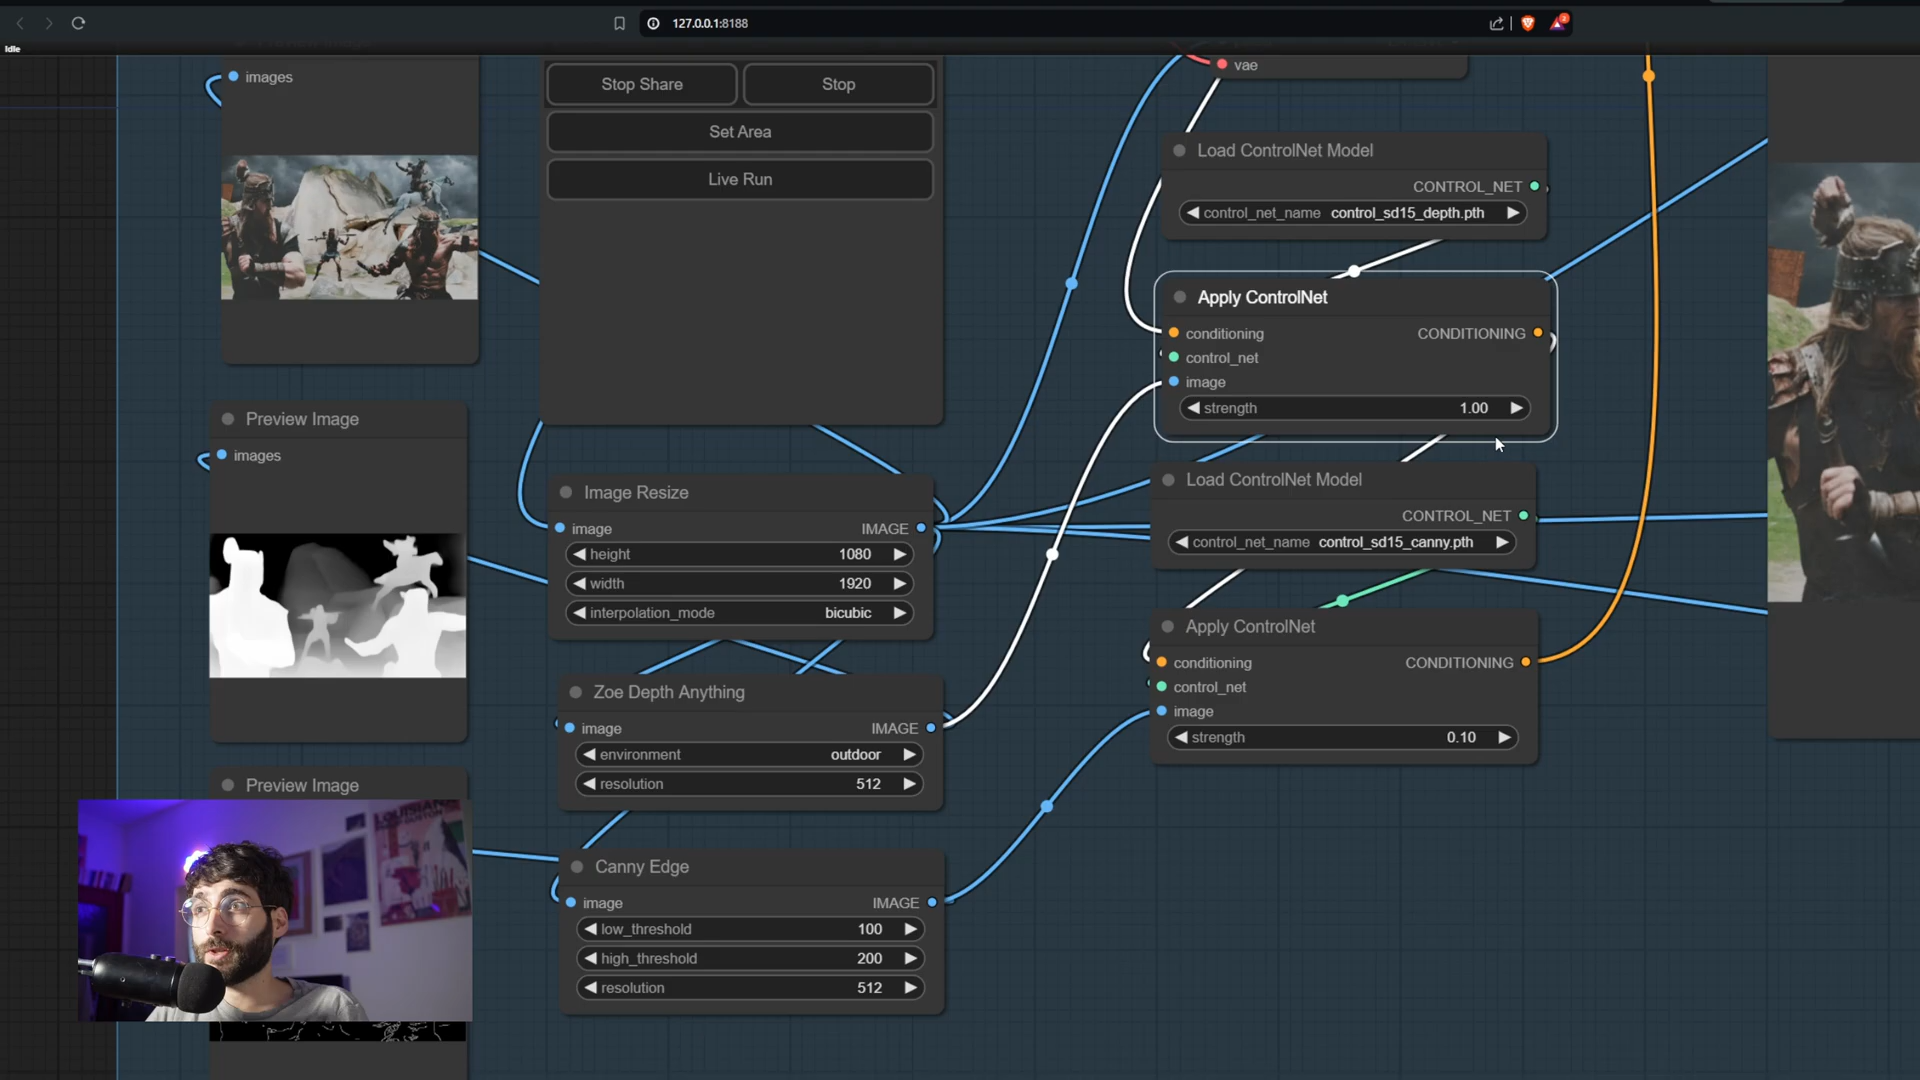 127.0.0.1:8188
2
Idle
images
Stop Share
Stop
Set Area
Live Run
Preview Image
images
Preview Image
Image Resize
image
IMAGE
height
1080
width
1920
interpolation_mode
bicubic
Zoe Depth Anything
image
IMAGE
environment
outdoor
resolution
512
Canny Edge
image
IMAGE
low_threshold
100
high_threshold
200
resolution
512
vae
Load ControlNet Model
CONTROL_NET
control_net_name
control_sd15_depth.pth
Apply ControlNet
conditioning
CONDITIONING
control_net
image
strength
1.00
Load ControlNet Model
CONTROL_NET
control_net_name
control_sd15_canny.pth
Apply ControlNet
conditioning
CONDITIONING
control_net
image
strength
0.10
LOUISIANA